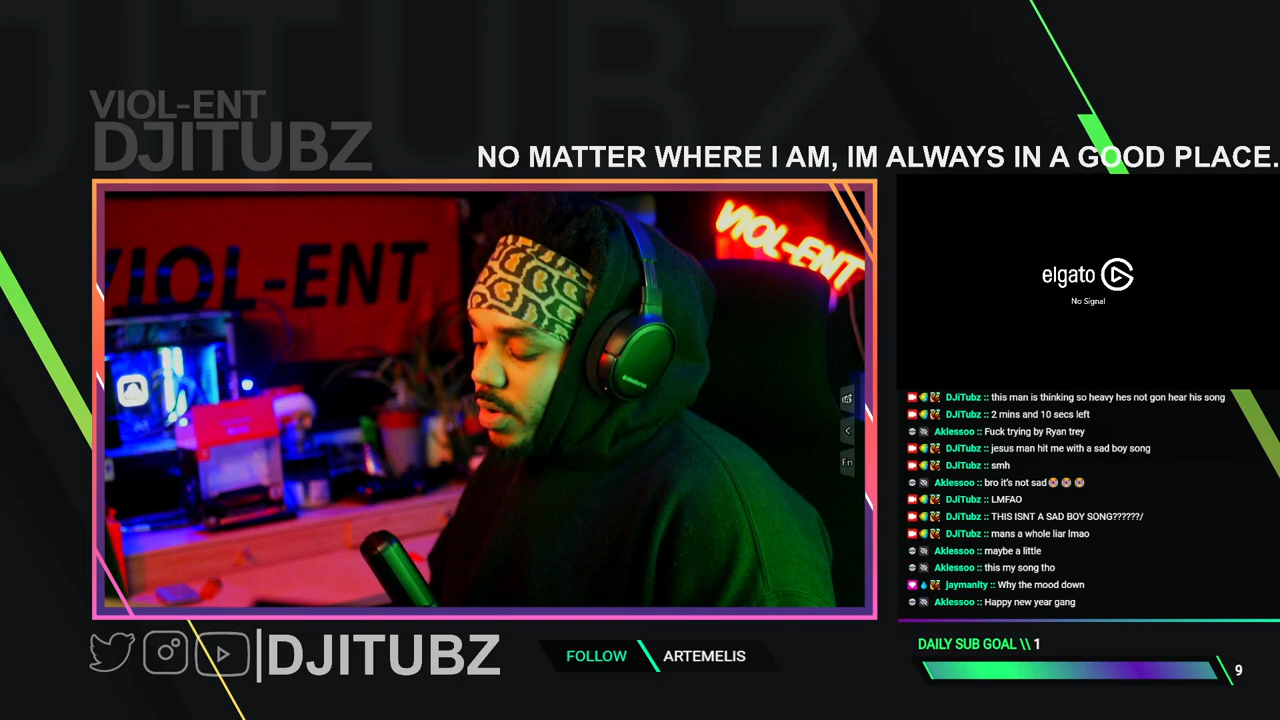 VIOL-ENT
DJITUBZ
NO MATTER WHERE I AM, IM ALWAYS IN A GOOD PLACE.
VIOL-ENT
VIOL-ENT
Fn
elgato
No Signal
DJiTubz :: this man is thinking so heavy hes not gon hear his song
DJiTubz :: 2 mins and 10 secs left
Aklessoo :: Fuck trying by Ryan trey
DJiTubz :: jesus man hit me with a sad boy song
DJiTubz :: smh
Aklessoo :: bro it's not sad
DJiTubz :: LMFAO
DJiTubz :: THIS ISNT A SAD BOY SONG??????/
DJiTubz :: mans a whole liar lmao
Aklessoo :: maybe a little
Aklessoo :: this my song tho
jaymanity :: Why the mood down
Aklessoo :: Happy new year gang
DJITUBZ
FOLLOW ARTEMELIS
DAILY SUB GOAL \\ 1
9